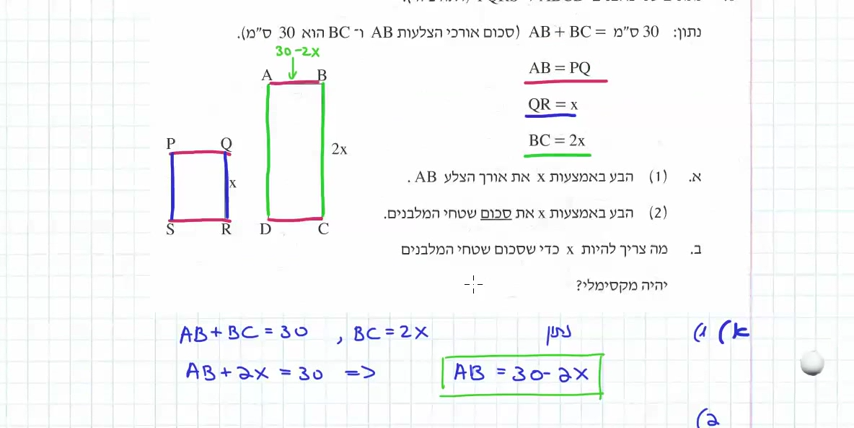 נתון: 30 ס"מ = AB + BC (סכום אורכי הצלעות AB ו־ BC הוא 30 ס"מ).
30-2x
A B
AB = PQ
QR = x
BC = 2x
P Q
2x
x
S R D C
א. (1) הבע באמצעות x את אורך הצלע AB .
(2) הבע באמצעות x את סכום שטחי המלבנים.
ב. מה צריך להיות x כדי שסכום שטחי המלבנים
יהיה מקסימלי?
א) (1 נתון AB+BC=30 , BC=2x
AB+2x=30 => AB = 30-2x
(2